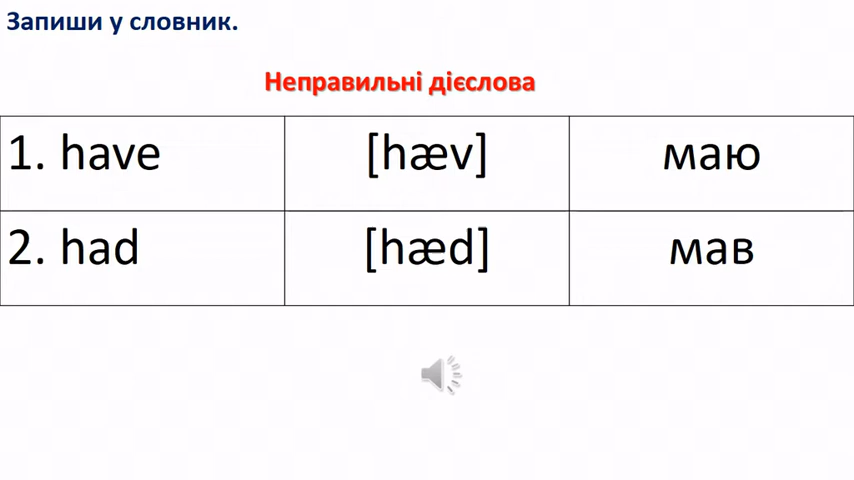 Запиши у словник.
Неправильні дієслова
1. have [hæv] маю
2. had [hæd] мав